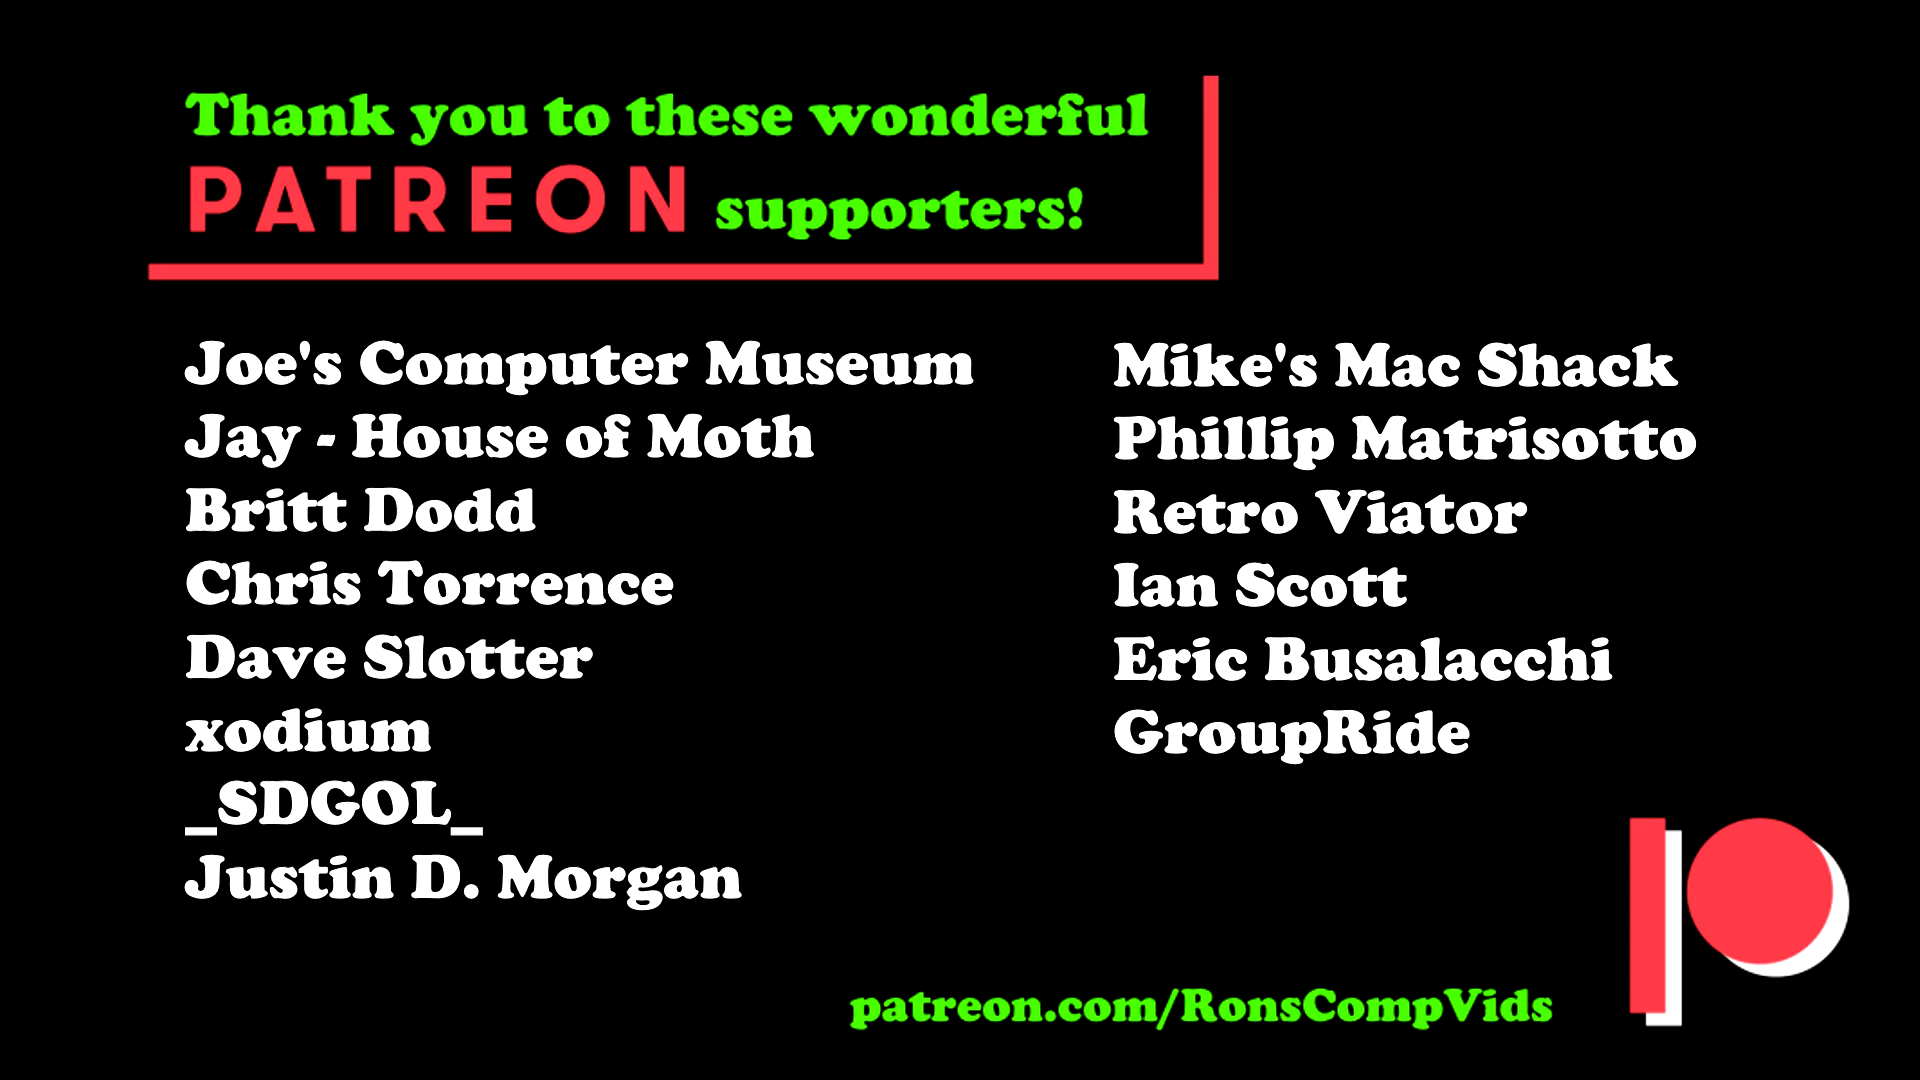 Thank you to these wonderful
PATREON supporters!
Joe's Computer Museum
Jay - House of Moth
Britt Dodd
Chris Torrence
Dave Slotter
xodium
_SDGOL_
Justin D. Morgan
Mike's Mac Shack
Phillip Matrisotto
Retro Viator
Ian Scott
Eric Busalacchi
GroupRide
patreon.com/RonsCompVids